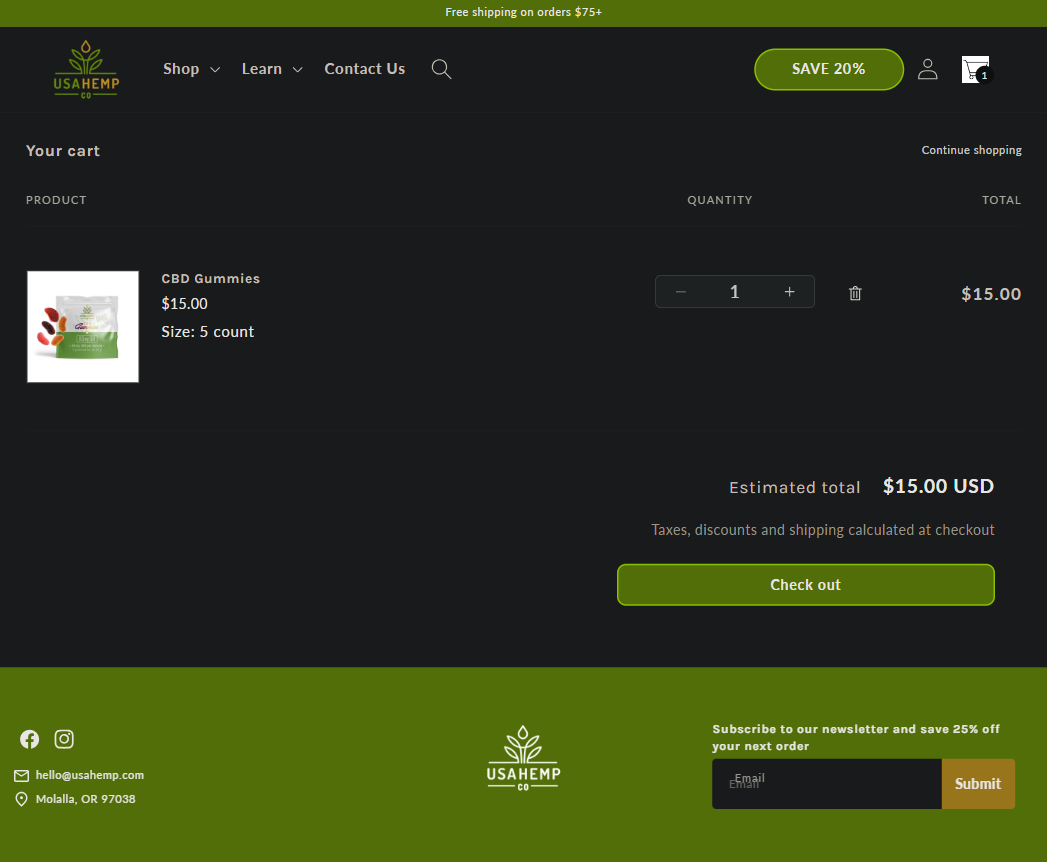 Free shipping on orders $75+
USAHEMP
CO
Shop
Learn
Contact Us
SAVE 20%
1
Your cart
Continue shopping
PRODUCT
QUANTITY
TOTAL
CBD Gummies
$15.00
Size: 5 count
1
$15.00
Estimated total
$15.00 USD
Taxes, discounts and shipping calculated at checkout
Check out
hello@usahemp.com
Molalla, OR 97038
USAHEMP
CO
Subscribe to our newsletter and save 25% off
your next order
Email
Email
Submit